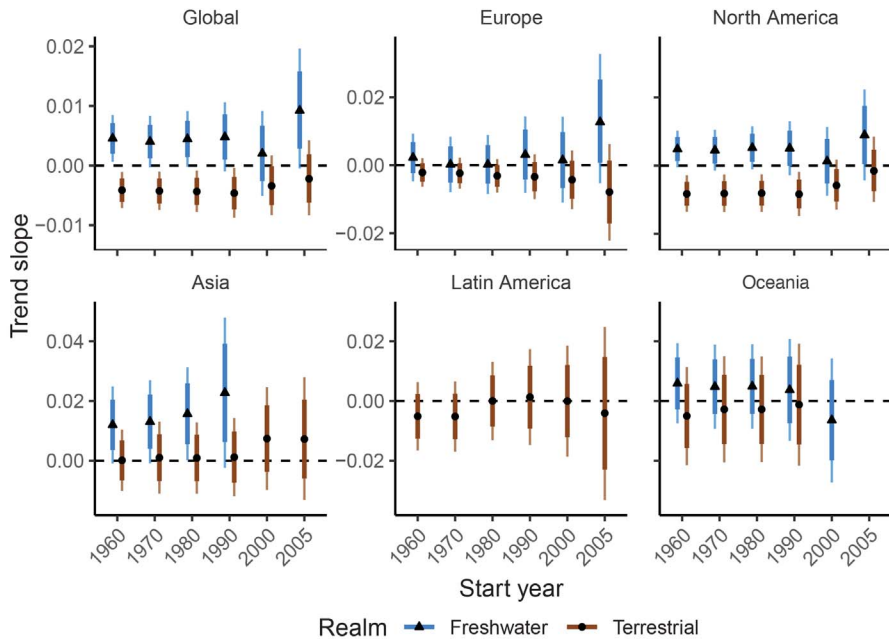 Global Europe North America
0.02
0.01
0.00
−0.01
0.02
0.00
−0.02
Trend slope
Asia Latin America Oceania
0.04
0.02
0.00
0.02
0.00
−0.02
1960 1970 1980 1990 2000 2005 1960 1970 1980 1990 2000 2005 1960 1970 1980 1990 2000 2005
Start year
Realm Freshwater Terrestrial